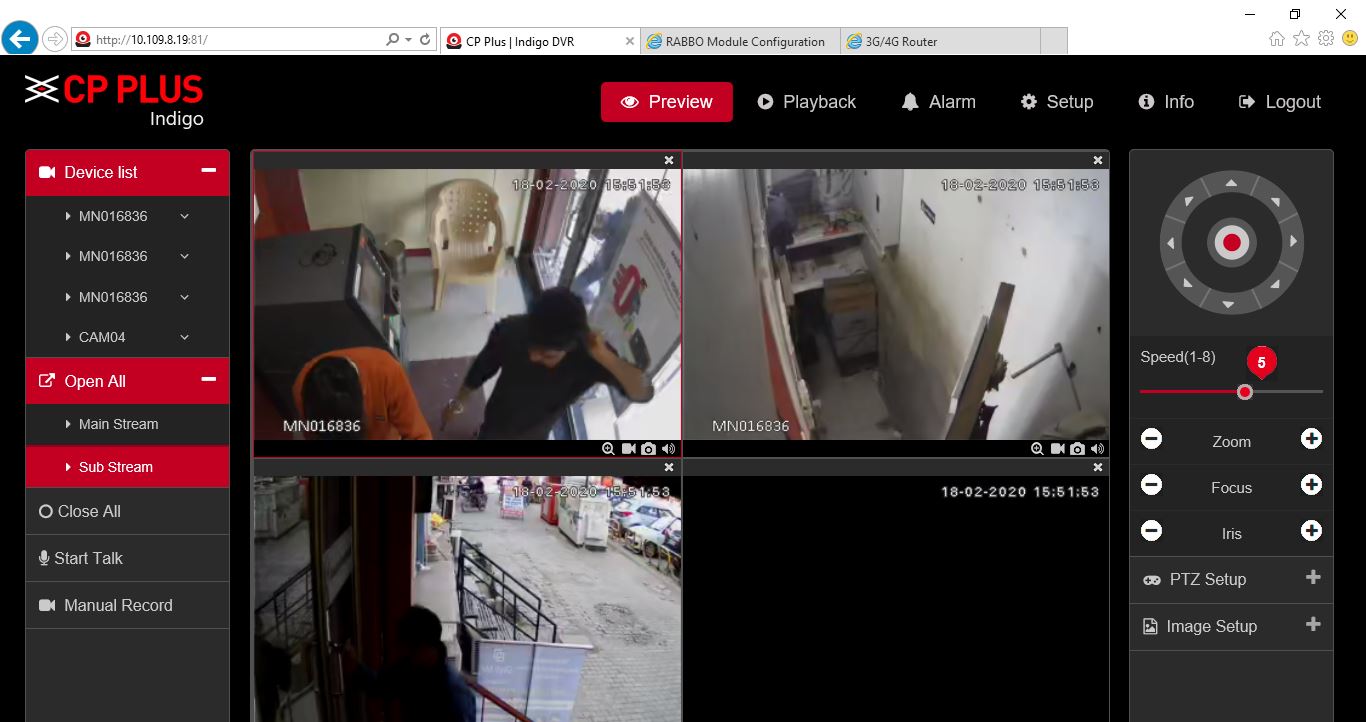 http://10.109.8.19:81/
CP Plus | Indigo DVR
RABBO Module Configuration
3G/4G Router
CP PLUS
Indigo
Preview
Playback
Alarm
Setup
Info
Logout
Device list
MN016836
MN016836
MN016836
CAM04
Open All
Main Stream
Sub Stream
Close All
Start Talk
Manual Record
18-02-2020 15:51:53
MN016836
18-02-2020 15:51:53
MN016836
18-02-2020 15:51:53
18-02-2020 15:51:53
Speed(1-8)
5
Zoom
Focus
Iris
PTZ Setup
Image Setup